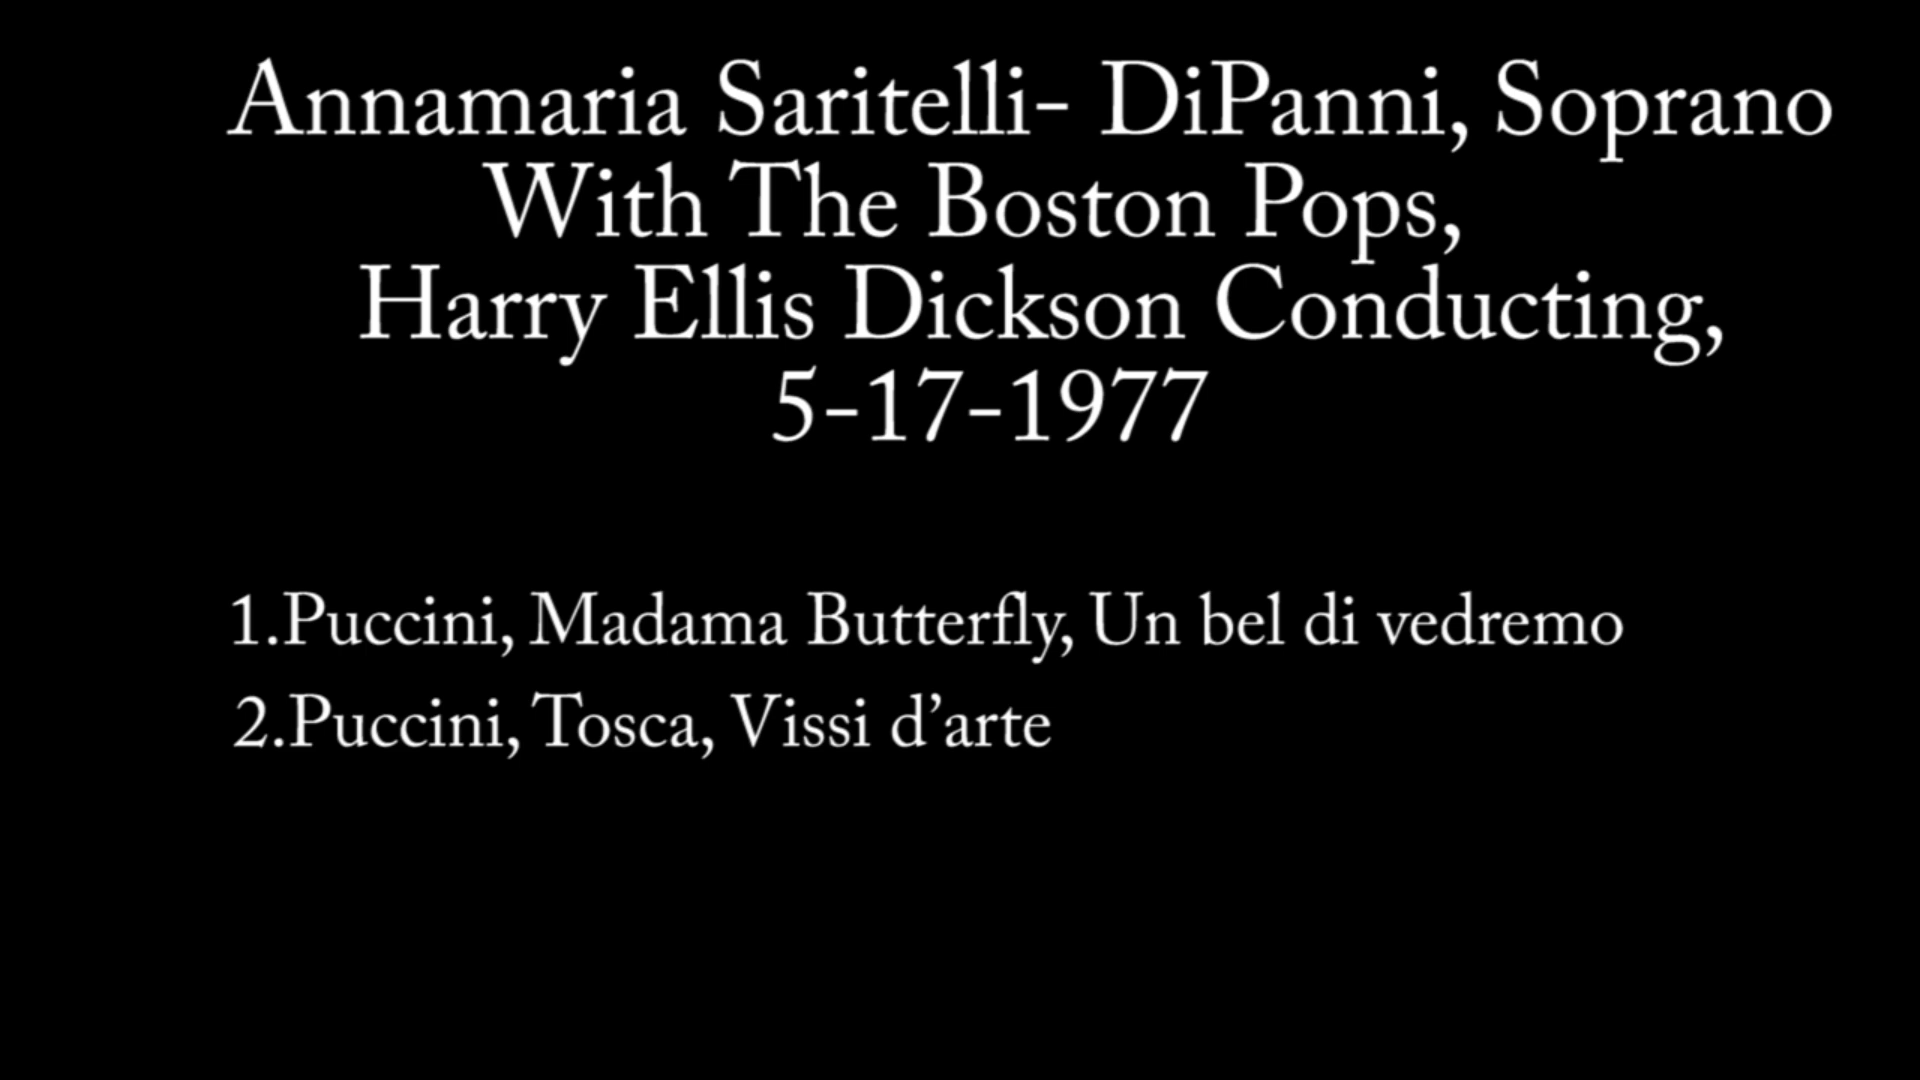 Annamaria Saritelli- DiPanni, Soprano
With The Boston Pops,
Harry Ellis Dickson Conducting,
5-17-1977
1.Puccini, Madama Butterfly, Un bel di vedremo
2.Puccini, Tosca, Vissi d’arte